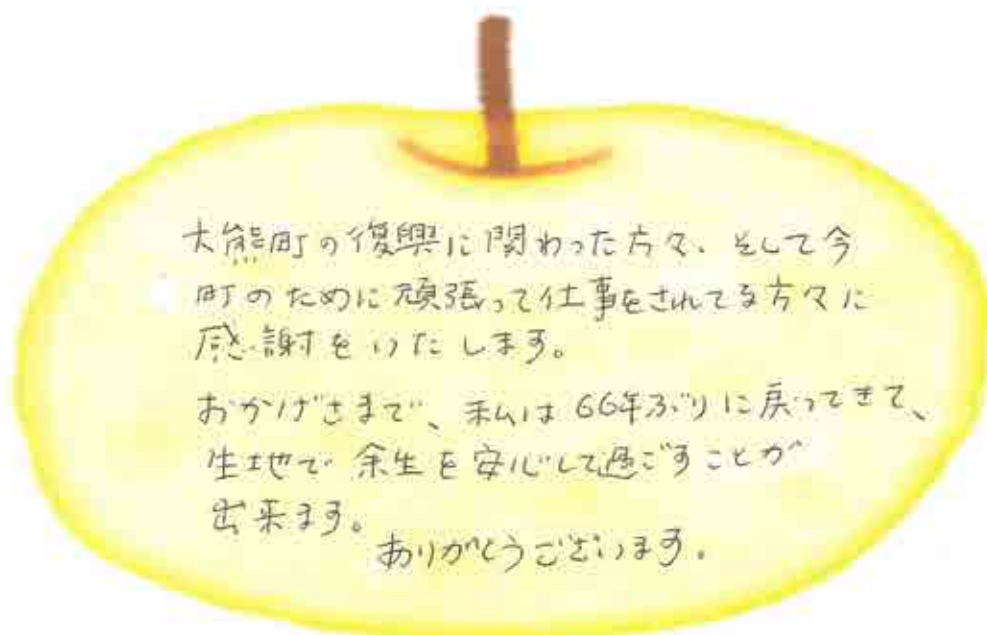 大熊町の復興に関わった方々、そして今
町のために頑張って仕事をされてる方々に
感謝をいたします。
おかげさまで、私は66年ぶりに戻ってきて、
生地で余生を安心して過ごすことが
出来ます。
ありがとうございます。